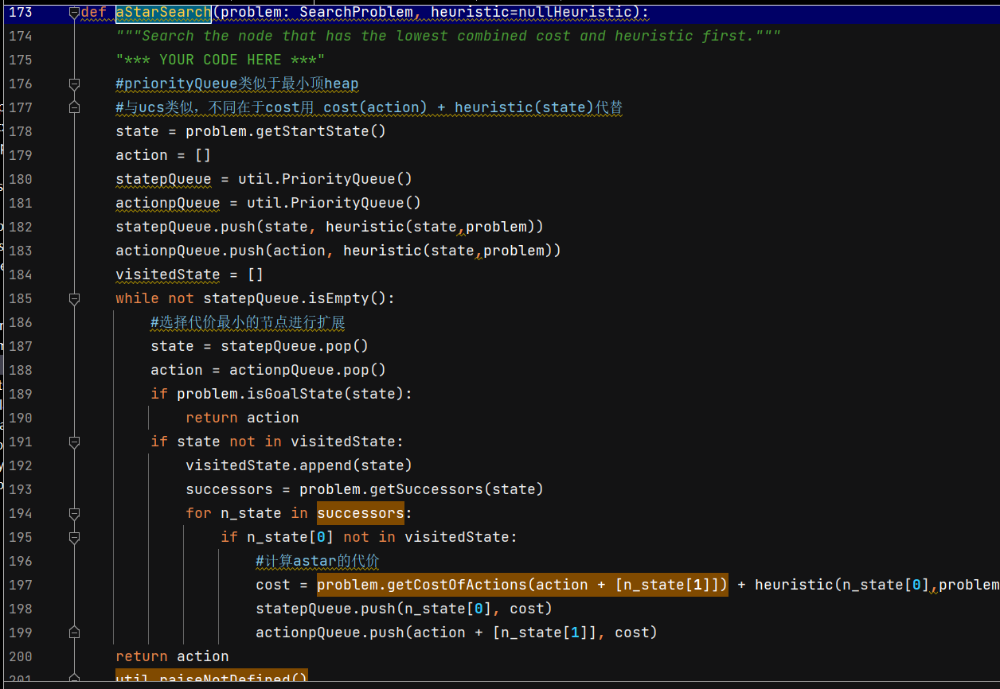 173 def aStarSearch(problem: SearchProblem, heuristic=nullHeuristic):
174 """Search the node that has the lowest combined cost and heuristic first."""
175 "*** YOUR CODE HERE ***"
176 #priorityQueue类似于最小顶heap
177 #与ucs类似，不同在于cost用 cost(action) + heuristic(state)代替
178 state = problem.getStartState()
179 action = []
180 statepQueue = util.PriorityQueue()
181 actionpQueue = util.PriorityQueue()
182 statepQueue.push(state, heuristic(state,problem))
183 actionpQueue.push(action, heuristic(state,problem))
184 visitedState = []
185 while not statepQueue.isEmpty():
186 #选择代价最小的节点进行扩展
187 state = statepQueue.pop()
188 action = actionpQueue.pop()
189 if problem.isGoalState(state):
190 return action
191 if state not in visitedState:
192 visitedState.append(state)
193 successors = problem.getSuccessors(state)
194 for n_state in successors:
195 if n_state[0] not in visitedState:
196 #计算astar的代价
197 cost = problem.getCostOfActions(action + [n_state[1]]) + heuristic(n_state[0],problem
198 statepQueue.push(n_state[0], cost)
199 actionpQueue.push(action + [n_state[1]], cost)
200 return action
201 util.raiseNotDefined()